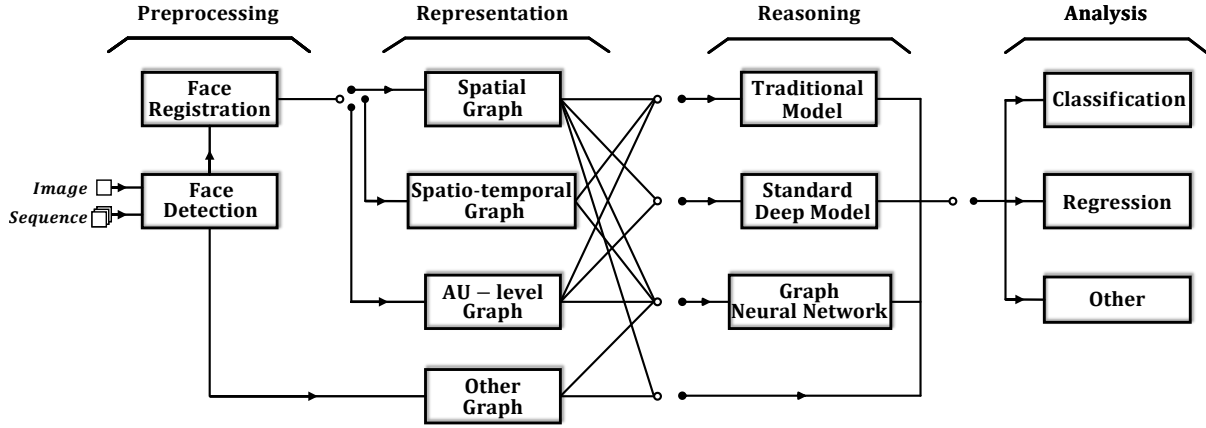 Preprocessing
Representation
Reasoning
Analysis
Face
Registration
Spatial
Graph
Traditional
Model
Classification
Image
Sequence
Face
Detection
Spatio-temporal
Graph
Standard
Deep Model
Regression
AU – level
Graph
Graph
Neural Network
Other
Other
Graph